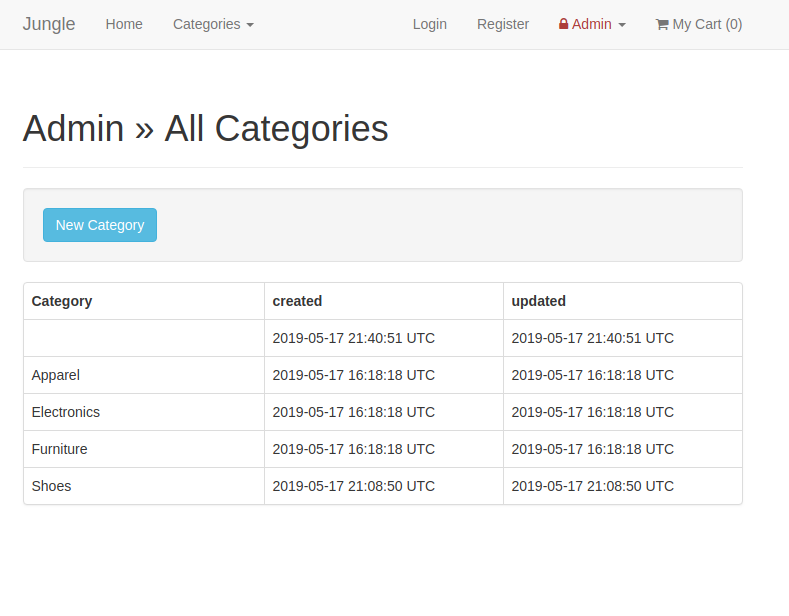 Jungle Home Categories Login Register Admin My Cart (0)
Admin » All Categories
New Category
Category created updated
2019-05-17 21:40:51 UTC 2019-05-17 21:40:51 UTC
Apparel 2019-05-17 16:18:18 UTC 2019-05-17 16:18:18 UTC
Electronics 2019-05-17 16:18:18 UTC 2019-05-17 16:18:18 UTC
Furniture 2019-05-17 16:18:18 UTC 2019-05-17 16:18:18 UTC
Shoes 2019-05-17 21:08:50 UTC 2019-05-17 21:08:50 UTC